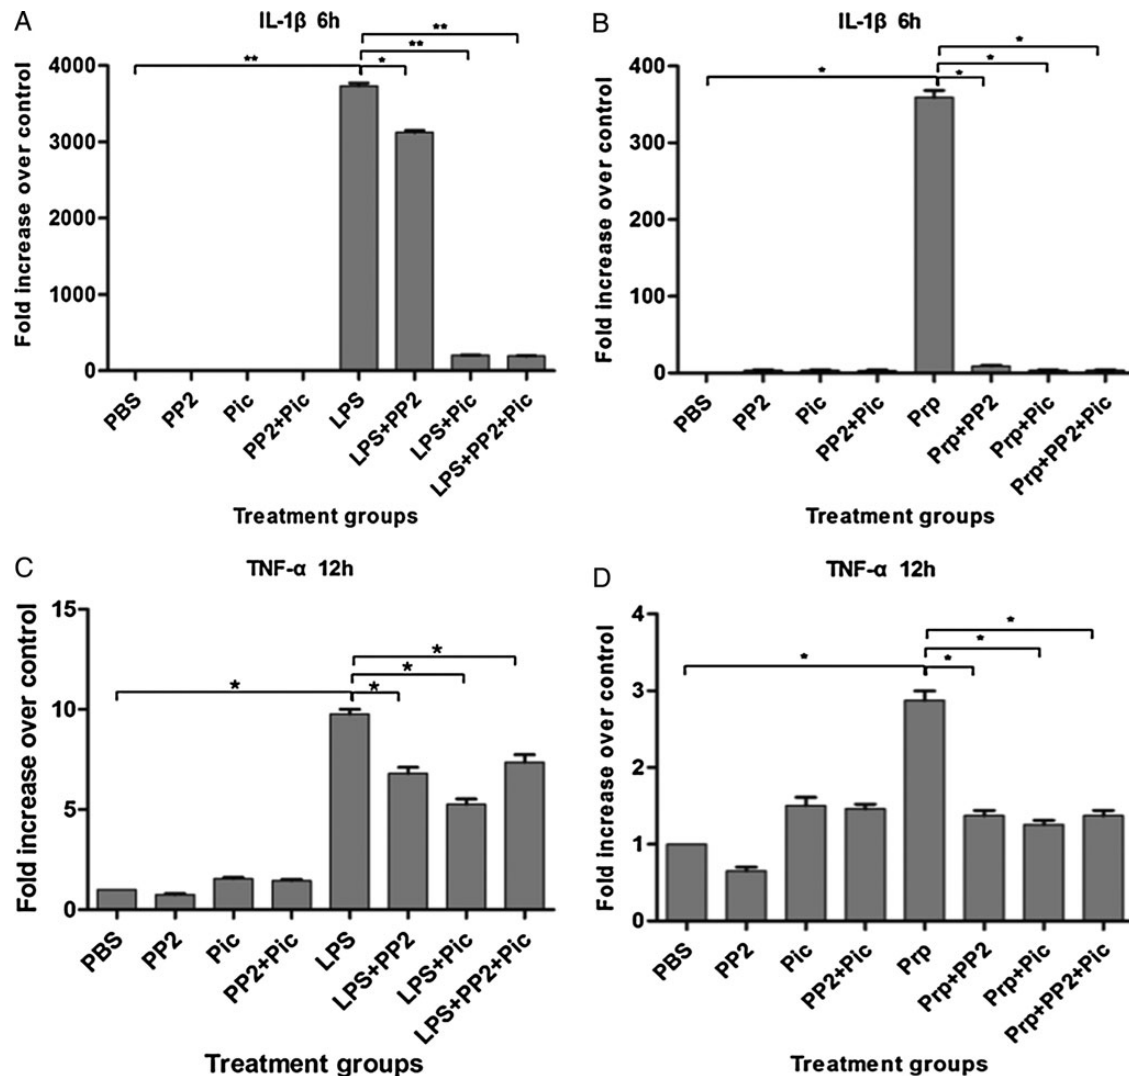 A
IL-1β 6h
Fold increase over control
4000
3000
2000
1000
0
**
*
**
**
PBS
PP2
Pic
PP2+Pic
LPS
LPS+PP2
LPS+Pic
LPS+PP2+Pic
Treatment groups
B
IL-1β 6h
Fold increase over control
400
300
200
100
0
*
*
*
*
PBS
PP2
Pic
PP2+Pic
Prp
Prp+PP2
Prp+Pic
Prp+PP2+Pic
Treatment groups
C
TNF-α 12h
Fold increase over control
15
10
5
0
*
*
*
*
PBS
PP2
Pic
PP2+Pic
LPS
LPS+PP2
LPS+Pic
LPS+PP2+Pic
Treatment groups
D
TNF-α 12h
Fold increase over control
4
3
2
1
0
*
*
*
*
PBS
PP2
Pic
PP2+Pic
Prp
Prp+PP2
Prp+Pic
Prp+PP2+Pic
Treatment groups